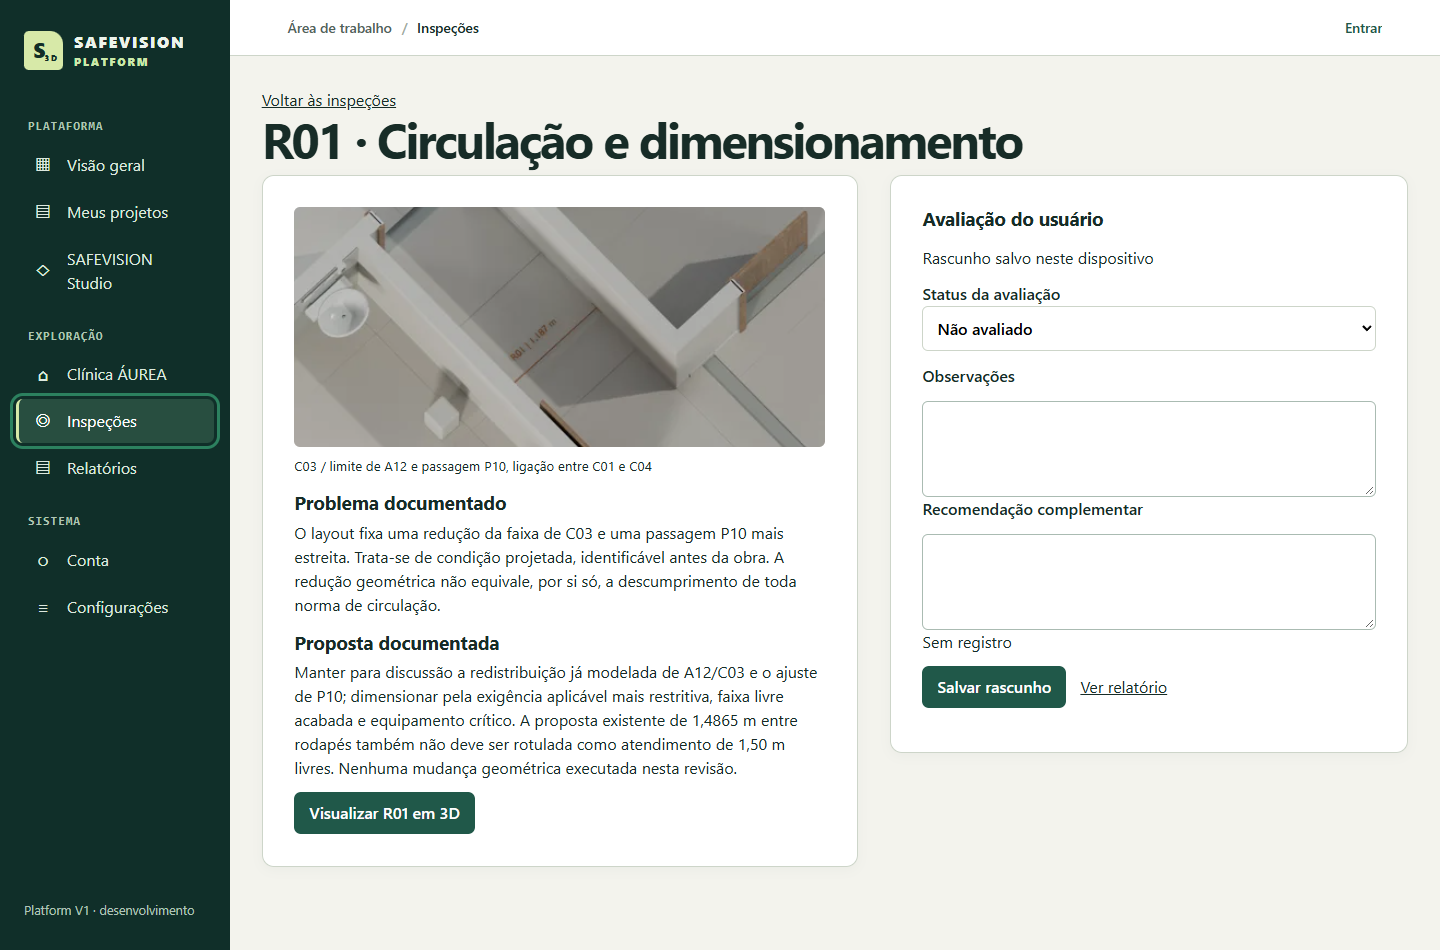 S3D
SAFEVISION
PLATFORM
PLATAFORMA
Visão geral
Meus projetos
SAFEVISION
Studio
EXPLORAÇÃO
Clínica ÁUREA
Inspeções
Relatórios
SISTEMA
Conta
Configurações
Platform V1 · desenvolvimento
Área de trabalho / Inspeções
Entrar
Voltar às inspeções
R01 · Circulação e dimensionamento
R01 | 1,187 m
C03 / limite de A12 e passagem P10, ligação entre C01 e C04
Problema documentado
O layout fixa uma redução da faixa de C03 e uma passagem P10 mais
estreita. Trata-se de condição projetada, identificável antes da obra. A
redução geométrica não equivale, por si só, a descumprimento de toda
norma de circulação.
Proposta documentada
Manter para discussão a redistribuição já modelada de A12/C03 e o ajuste
de P10; dimensionar pela exigência aplicável mais restritiva, faixa livre
acabada e equipamento crítico. A proposta existente de 1,4865 m entre
rodapés também não deve ser rotulada como atendimento de 1,50 m
livres. Nenhuma mudança geométrica executada nesta revisão.
Visualizar R01 em 3D
Avaliação do usuário
Rascunho salvo neste dispositivo
Status da avaliação
Não avaliado
Observações
Recomendação complementar
Sem registro
Salvar rascunho
Ver relatório